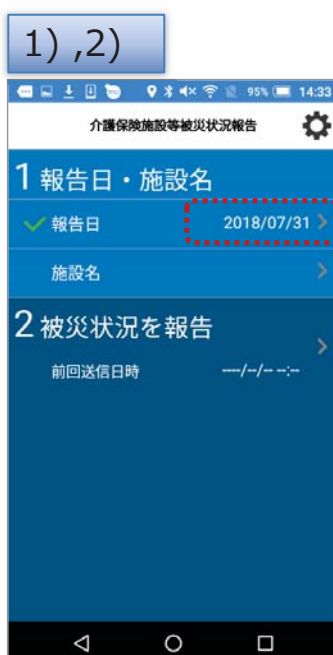 1) ,2)
95% 14:33
介護保険施設等被災状況報告
1 報告日・施設名
報告日 2018/07/31
施設名
2 被災状況を報告
前回送信日時 ----/--/-- --:--